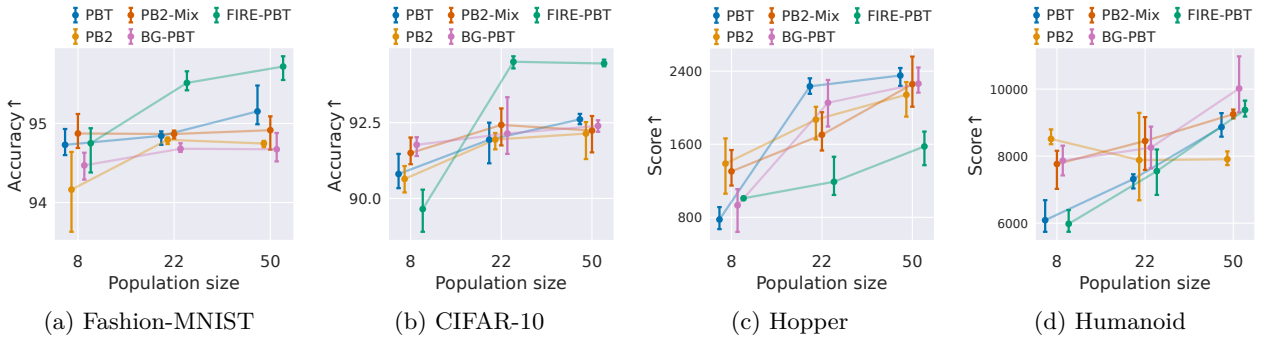 PBT PB2-Mix FIRE-PBT
PB2 BG-PBT
Accuracy↑
95
94
8 22 50
Population size
(a) Fashion-MNIST
PBT PB2-Mix FIRE-PBT
PB2 BG-PBT
Accuracy↑
92.5
90.0
8 22 50
Population size
(b) CIFAR-10
PBT PB2-Mix FIRE-PBT
PB2 BG-PBT
Score↑
2400
1600
800
8 22 50
Population size
(c) Hopper
PBT PB2-Mix FIRE-PBT
PB2 BG-PBT
Score↑
10000
8000
6000
8 22 50
Population size
(d) Humanoid